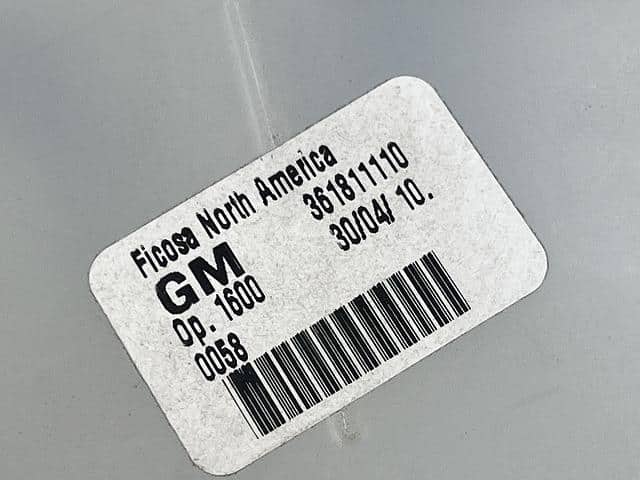 Ficosa North America
GM 361811110
Op. 1600 30/04/ 10.
0058